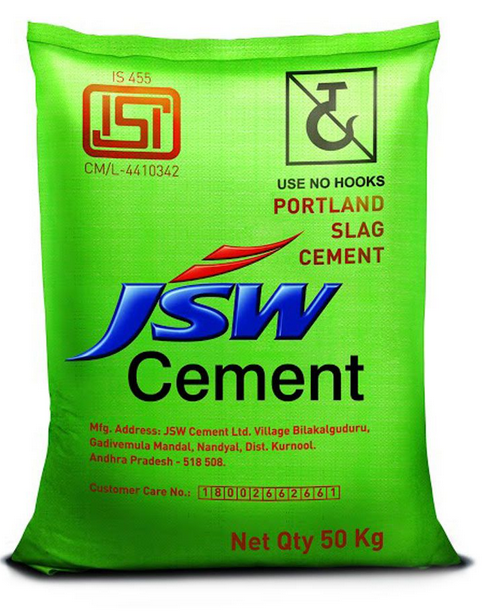 IS 455
ISI
CM/L-4410342
USE NO HOOKS
PORTLAND
SLAG
CEMENT
JSW
Cement
Mfg. Address: JSW Cement Ltd. Village Bilakalguduru,
Gadivemula Mandal, Nandyal, Dist. Kurnool.
Andhra Pradesh - 518 508.
Customer Care No.: 18002662661
Net Qty 50 Kg